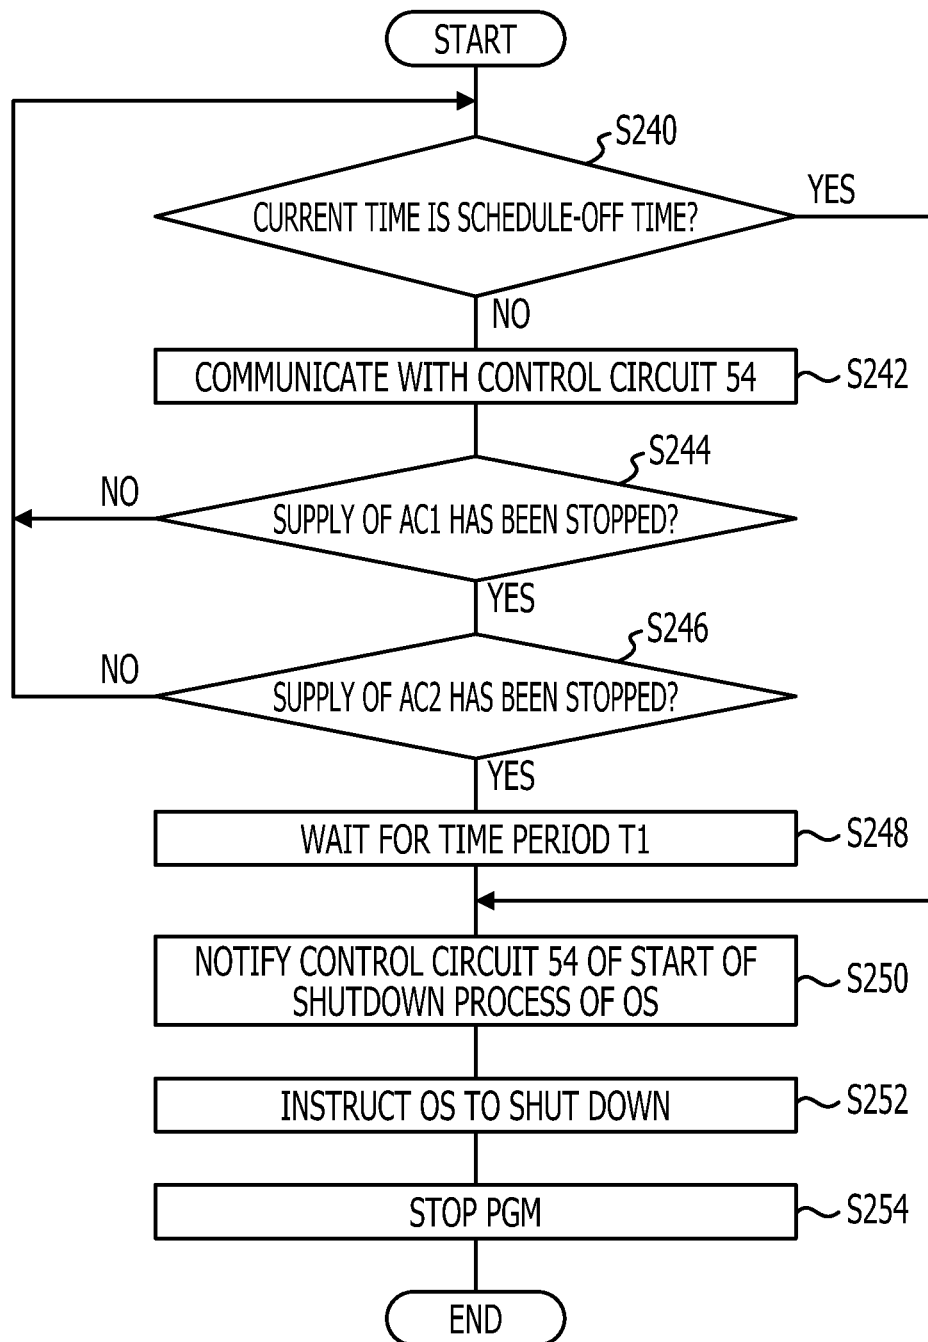 START
S240
CURRENT TIME IS SCHEDULE-OFF TIME?
YES
NO
COMMUNICATE WITH CONTROL CIRCUIT 54
S242
S244
NO
SUPPLY OF AC1 HAS BEEN STOPPED?
YES
S246
NO
SUPPLY OF AC2 HAS BEEN STOPPED?
YES
WAIT FOR TIME PERIOD T1
S248
NOTIFY CONTROL CIRCUIT 54 OF START OF
SHUTDOWN PROCESS OF OS
S250
INSTRUCT OS TO SHUT DOWN
S252
STOP PGM
S254
END